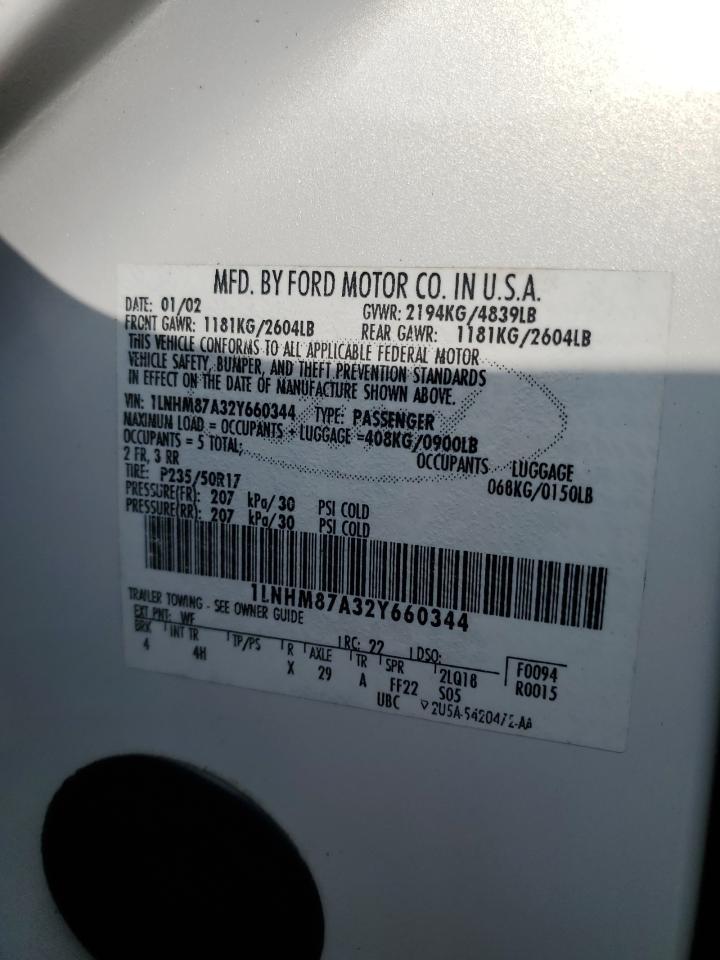 MFD. BY FORD MOTOR CO. IN U.S.A.
DATE: 01/02 GVWR: 2194KG/4839LB
FRONT GAWR: 1181KG/2604LB REAR GAWR: 1181KG/2604LB
THIS VEHICLE CONFORMS TO ALL APPLICABLE FEDERAL MOTOR
VEHICLE SAFETY, BUMPER, AND THEFT PREVENTION STANDARDS
IN EFFECT ON THE DATE OF MANUFACTURE SHOWN ABOVE.
VIN: 1LNHM87A32Y660344 TYPE: PASSENGER
MAXIMUM LOAD = OCCUPANTS + LUGGAGE =408KG/0900LB
OCCUPANTS = 5 TOTAL; OCCUPANTS LUGGAGE
2 FR, 3 RR 068KG/0150LB
TIRE: P235/50R17
PRESSURE(FR): 207 kPa/30 PSI COLD
PRESSURE(RR): 207 kPa/30 PSI COLD
1LNHM87A32Y660344
TRAILER TOWING - SEE OWNER GUIDE
EXT PNT: WF RC: 22 DSO:
BRK INT TR TP/PS R AXLE TR SPR 2LQ18 F0094
4 4H X 29 A FF22 S05 R0015
UBC 2U5A-5420472-AA